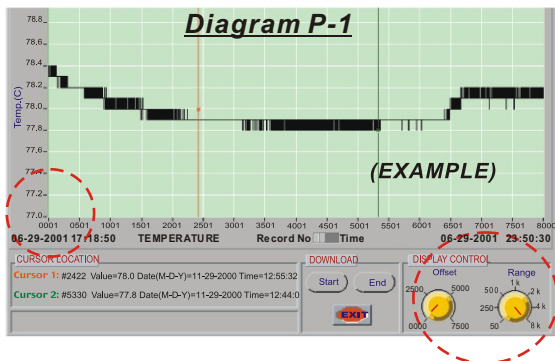 Diagram P-1
78.8
78.6
78.4
78.2
78.0
77.8
77.6
77.4
77.2
77.0
Temp.(C)
(EXAMPLE)
0001 0501 1001 1501 2001 2501 3001 3501 4001 4501 5001 5501 6001 6501 7001 7501 8000
06-29-2001 17:18:50 TEMPERATURE Record No Time 06-29-2001 23:50:30
CURSOR LOCATION
Cursor 1: #2422 Value=78.0 Date(M-D-Y)=11-29-2000 Time=12:55:32
Cursor 2: #5330 Value=77.8 Date(M-D-Y)=11-29-2000 Time=12:44:0
DOWNLOAD
Start End
EXIT
DISPLAY CONTROL
Offset Range
2500 5000 500 1 k 2 k
250 4 k
0000 7500 50 8 k